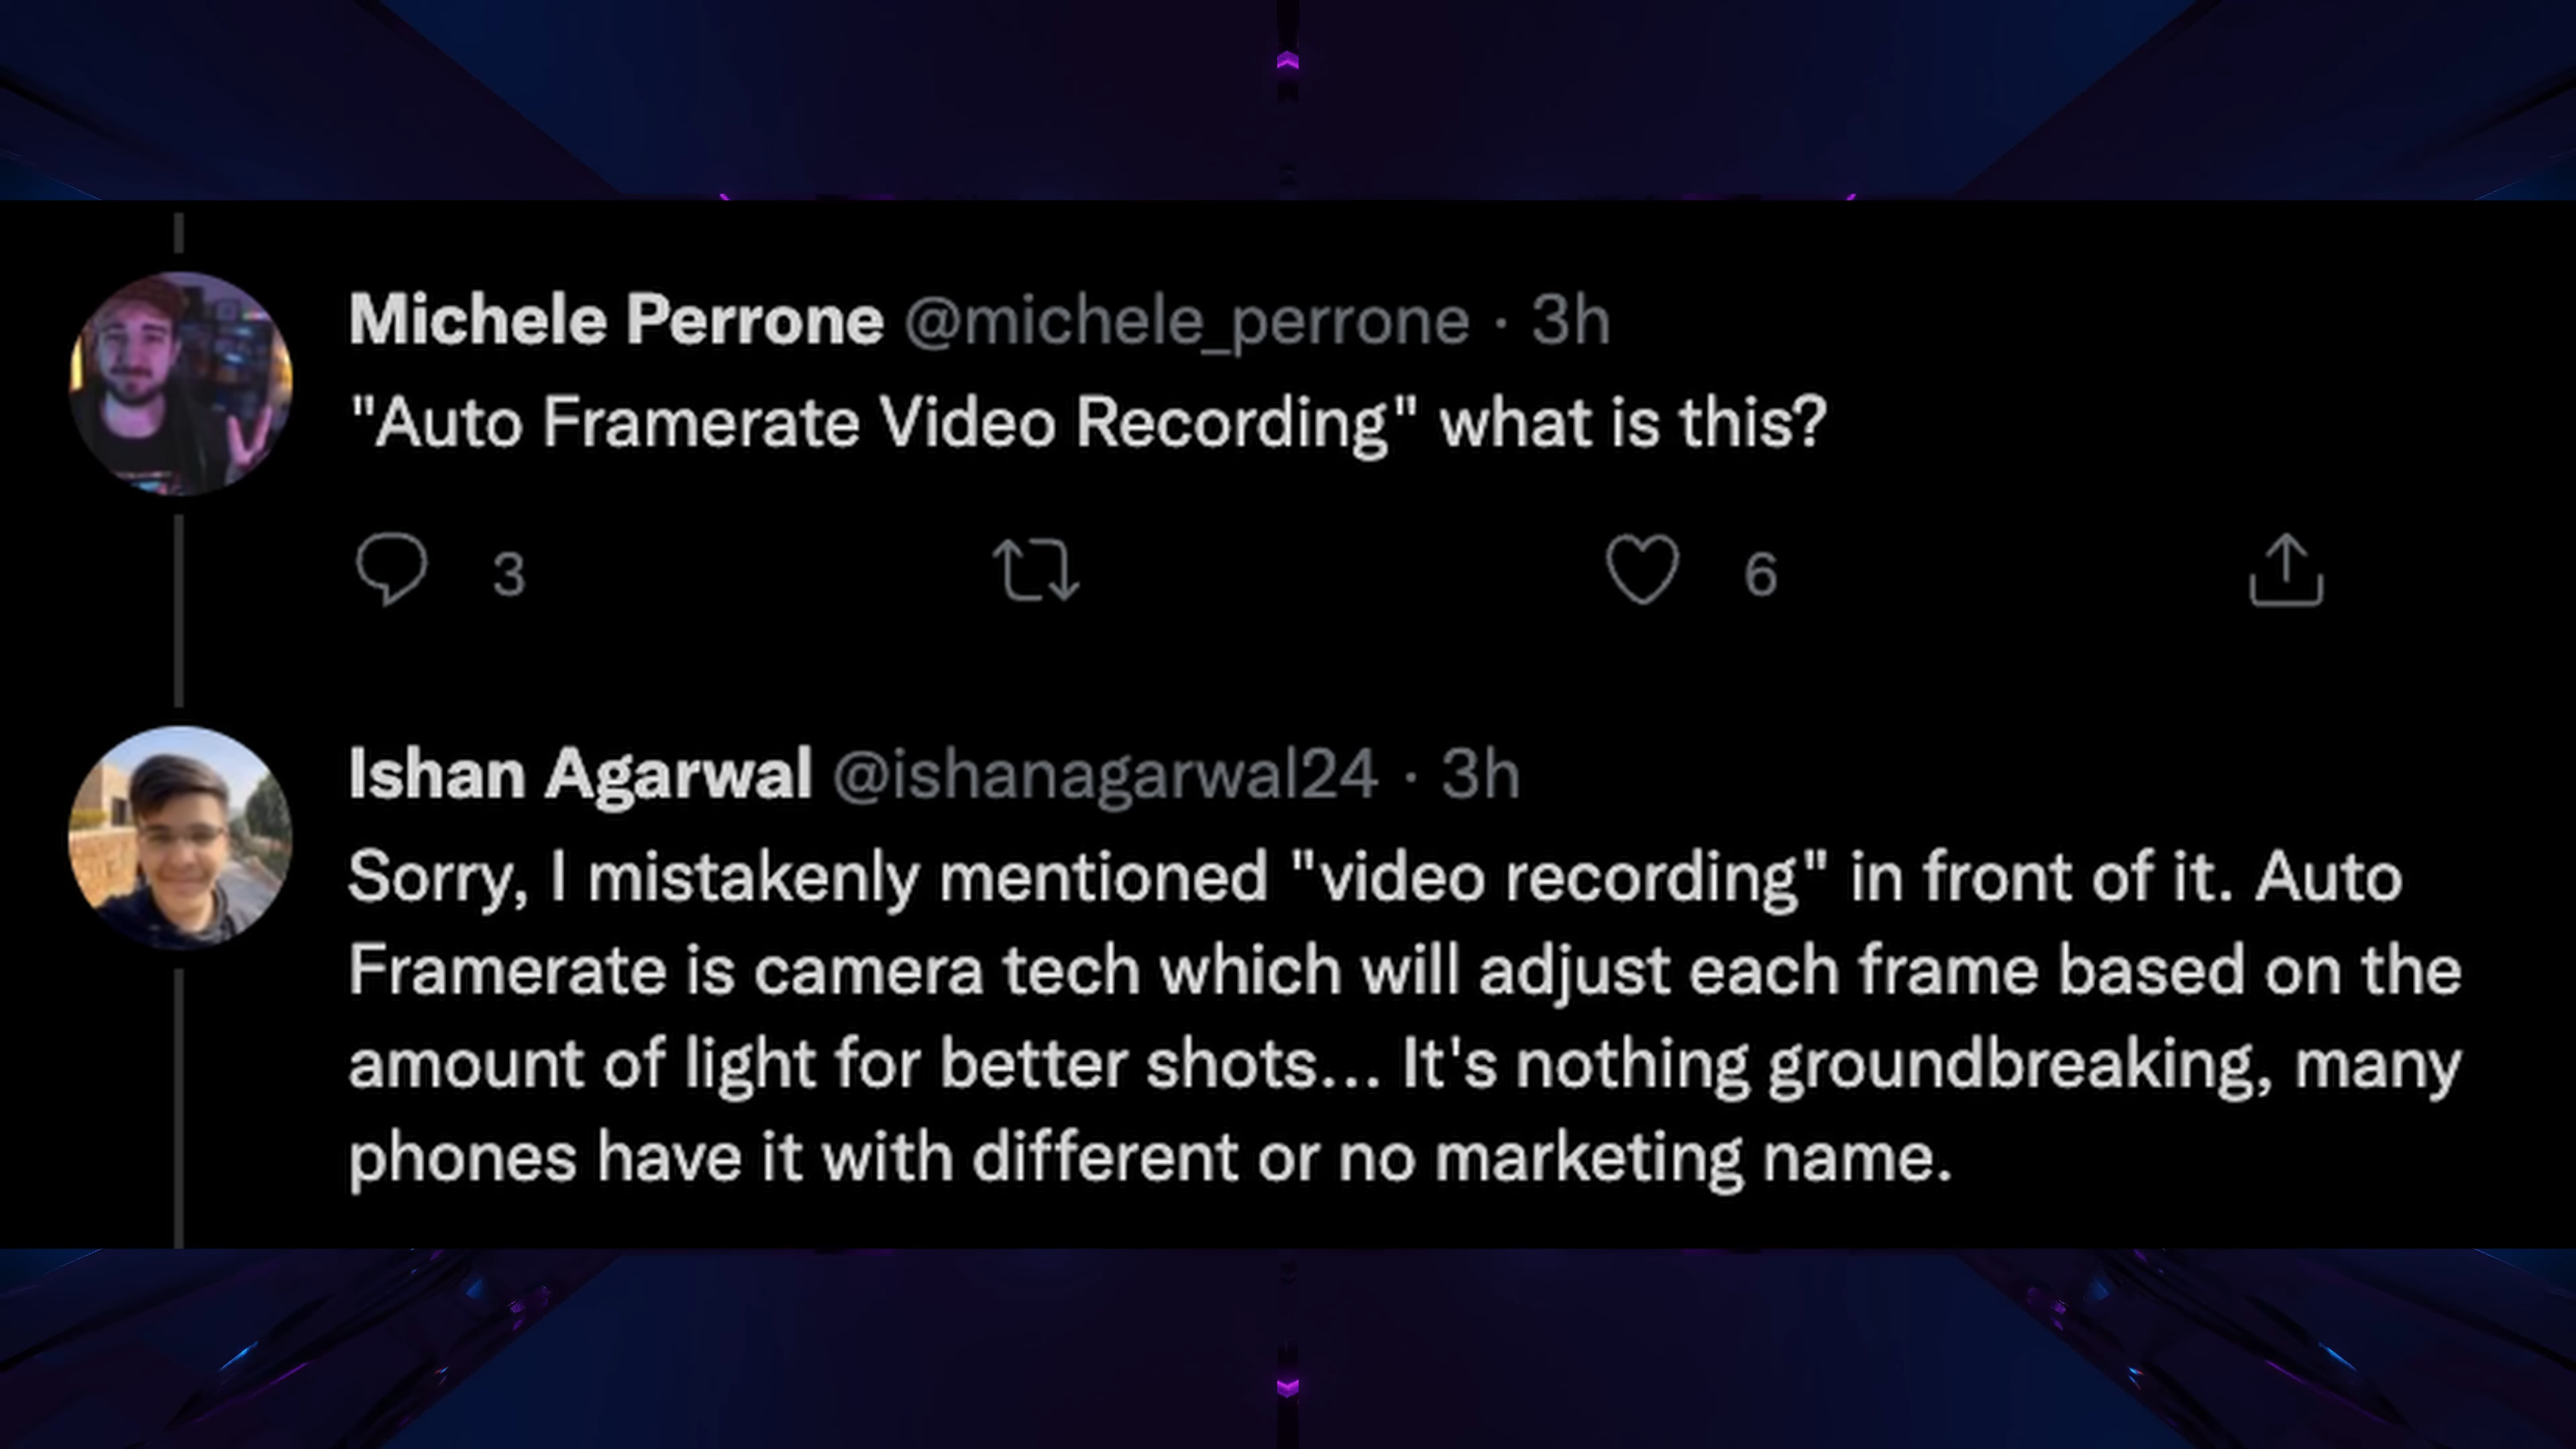 Michele Perrone @michele_perrone · 3h
"Auto Framerate Video Recording" what is this?
3 6
Ishan Agarwal @ishanagarwal24 · 3h
Sorry, I mistakenly mentioned "video recording" in front of it. Auto
Framerate is camera tech which will adjust each frame based on the
amount of light for better shots... It's nothing groundbreaking, many
phones have it with different or no marketing name.